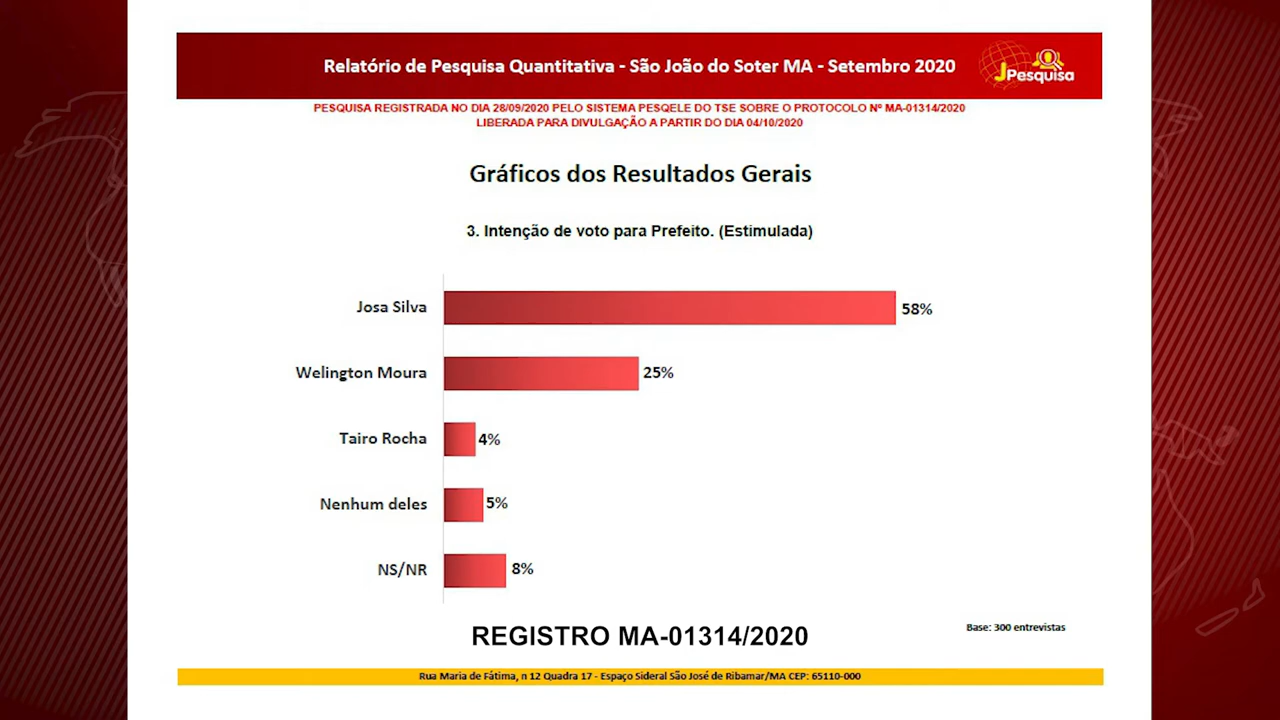 Relatório de Pesquisa Quantitativa - São João do Soter MA - Setembro 2020
JPesquisa
PESQUISA REGISTRADA NO DIA 28/09/2020 PELO SISTEMA PESQELE DO TSE SOBRE O PROTOCOLO Nº MA-01314/2020
LIBERADA PARA DIVULGAÇÃO A PARTIR DO DIA 04/10/2020
Gráficos dos Resultados Gerais
3. Intenção de voto para Prefeito. (Estimulada)
Josa Silva 58%
Welington Moura 25%
Tairo Rocha 4%
Nenhum deles 5%
NS/NR 8%
Base: 300 entrevistas
REGISTRO MA-01314/2020
Rua Maria de Fátima, n 12 Quadra 17 - Espaço Sideral São José de Ribamar/MA CEP: 65110-000